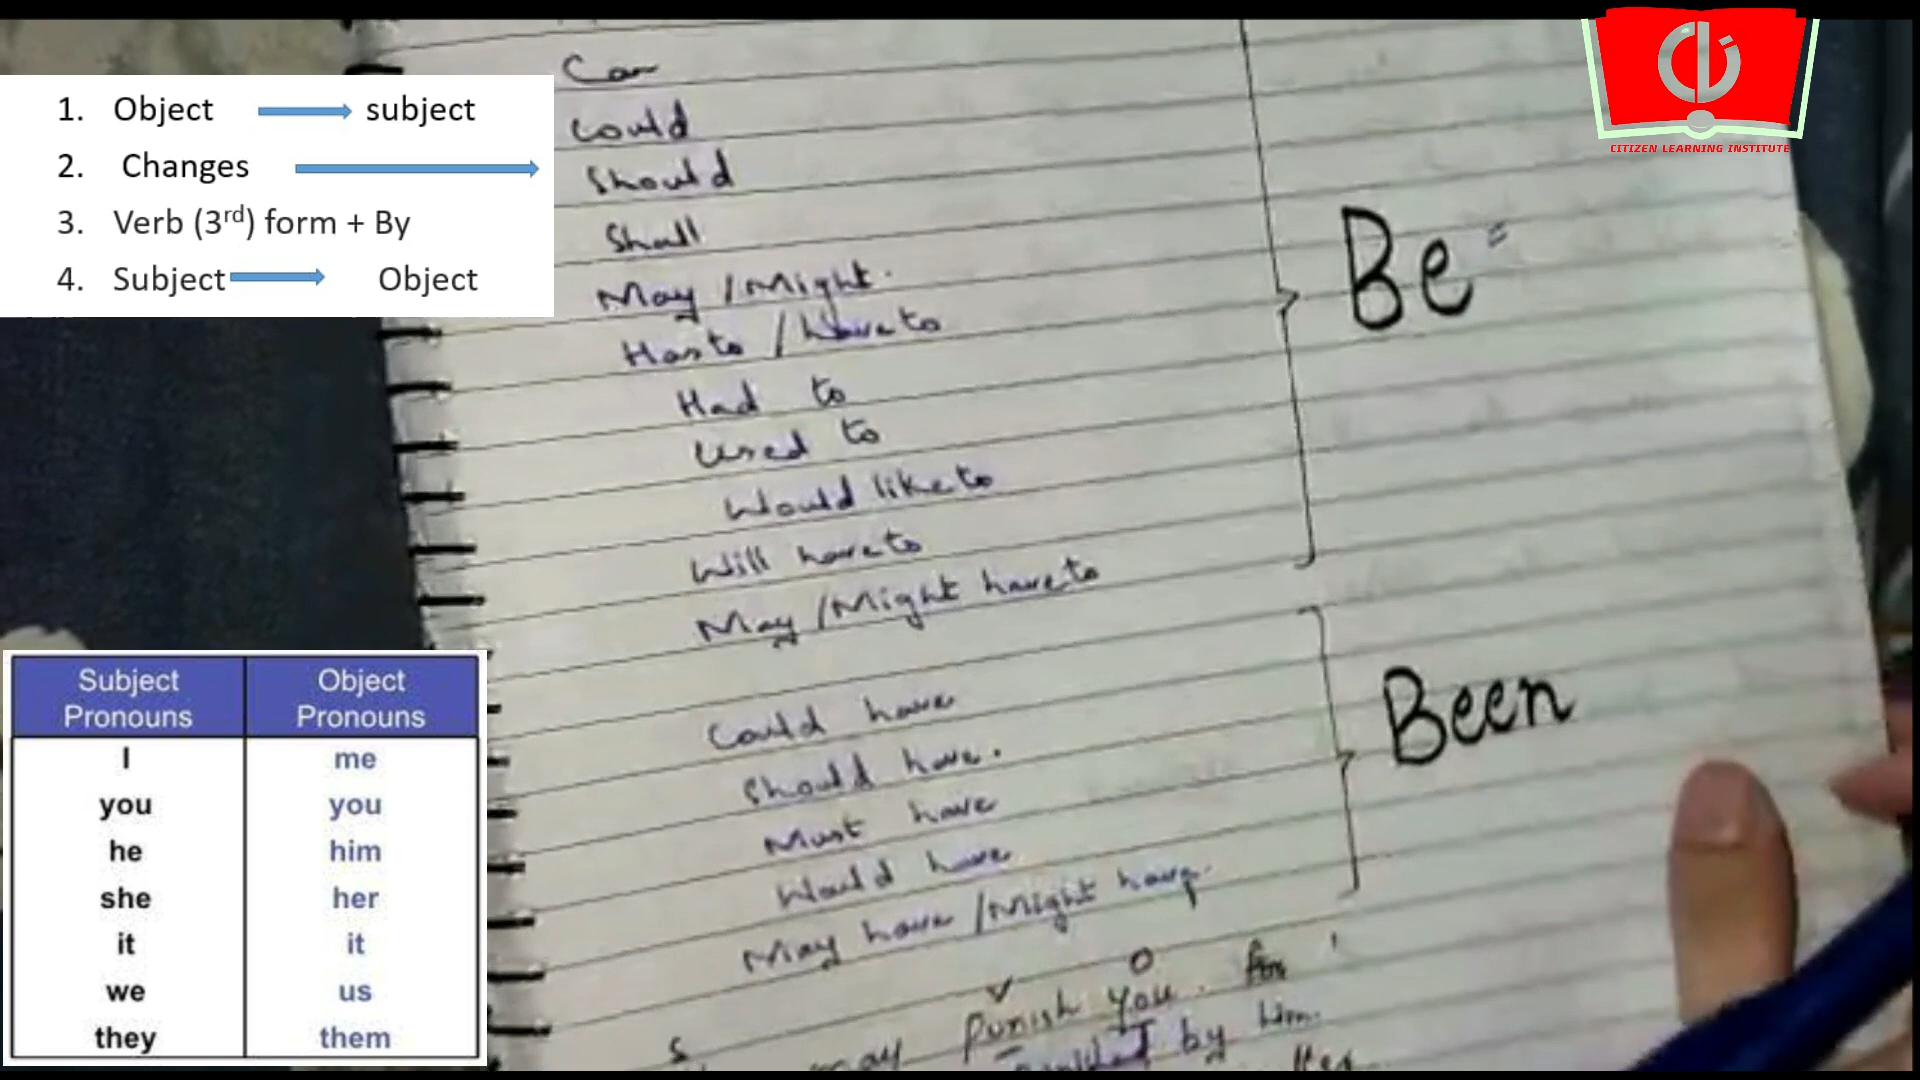 1. Object subject
2. Changes
3. Verb (3rd) form + By
4. Subject Object
CITIZEN LEARNING INSTITUTE
Can
Could
Should
Shall
May / Might.
Has to / have to
Had to
Used to
Would like to
Will have to
May / Might have to
Be =
Could have
Should have.
Must have
Would have
May have / Might have.
Been
S V O
may Punish you.
by him.
Subject Pronouns Object Pronouns
I me
you you
he him
she her
it it
we us
they them